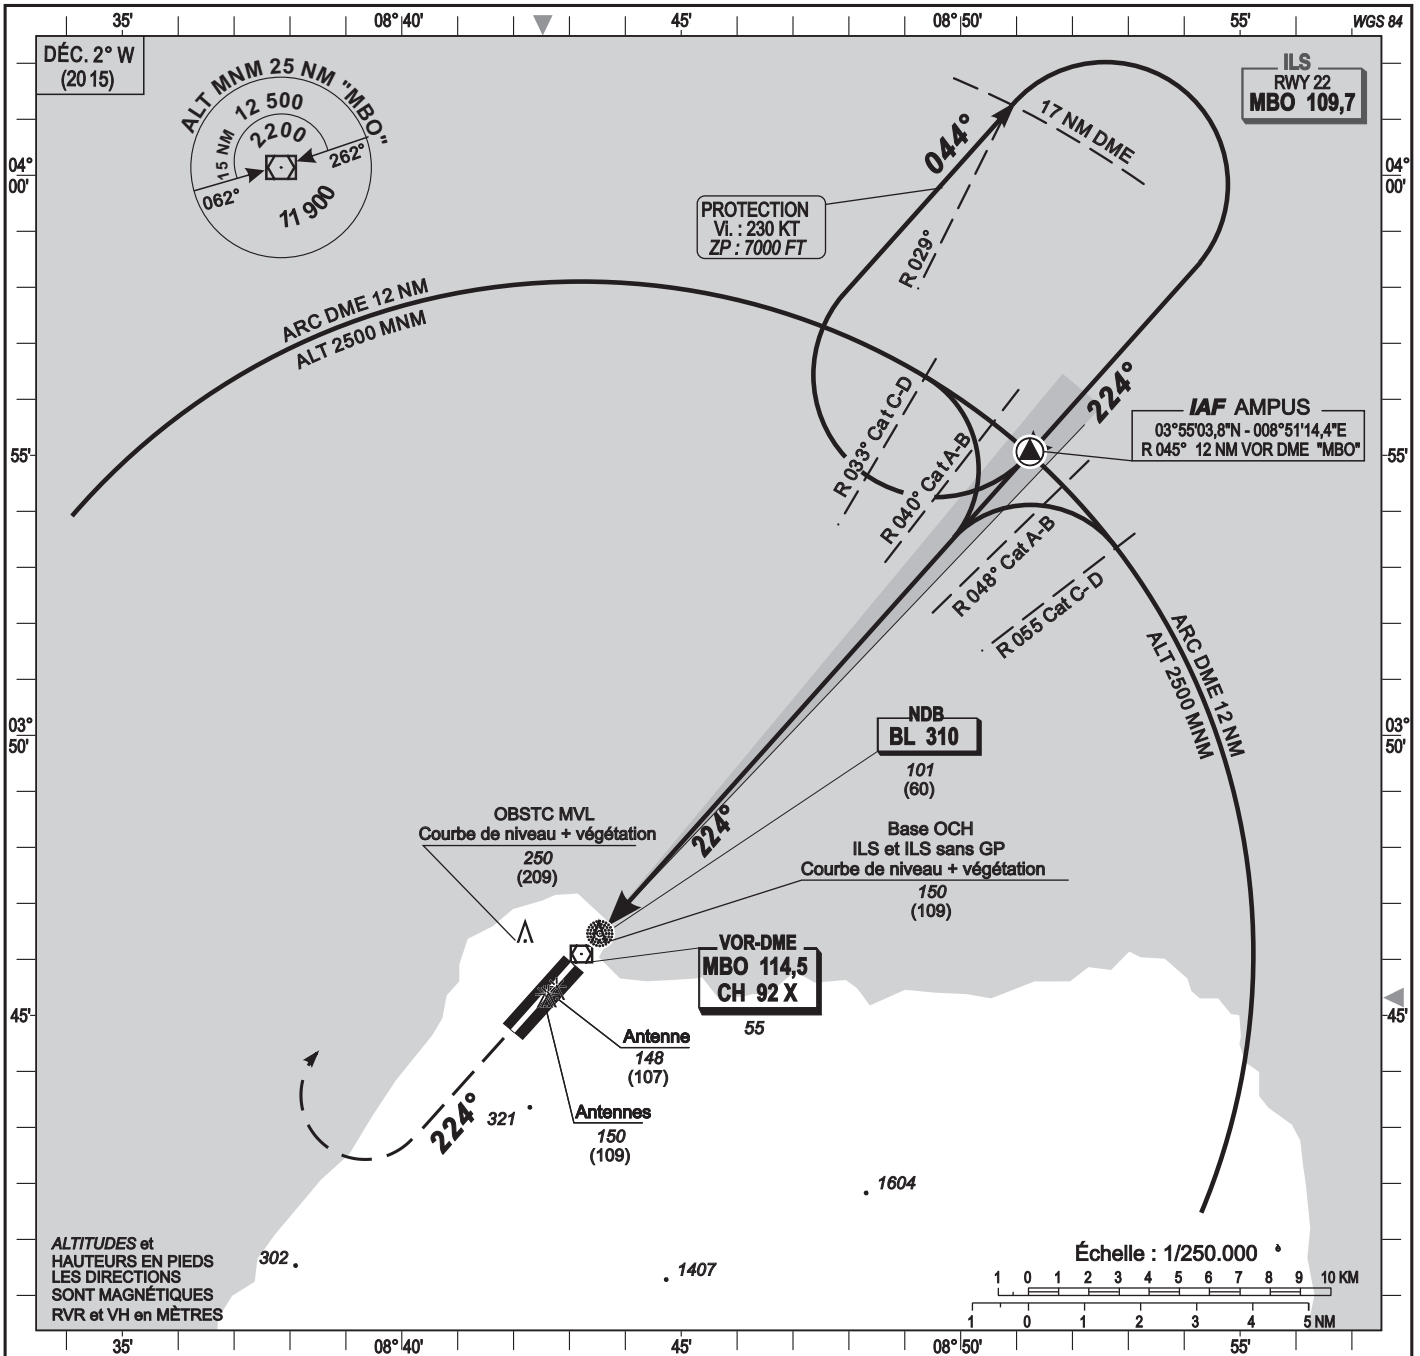 35'
08° 40'
45'
08° 50'
55'
WGS 84
DÉC. 2° W
(2015)
ALT MNM 25 NM "MBO"
12 500
15 NM
2200
262°
062°
11 900
ILS
RWY 22
MBO 109,7
04°
00'
04°
00'
044°
17 NM DME
PROTECTION
Vi. : 230 KT
ZP : 7000 FT
R 029°
ARC DME 12 NM
ALT 2500 MNM
224°
R 033° Cat C-D
R 040° Cat A-B
IAF AMPUS
03°55'03,8"N - 008°51'14,4"E
R 045° 12 NM VOR DME "MBO"
55'
55'
R 048° Cat A-B
R 055 Cat C-D
ARC DME 12 NM
ALT 2500 MNM
03°
50'
03°
50'
NDB
BL 310
101
(60)
224°
OBSTC MVL
Courbe de niveau + végétation
250
(209)
Base OCH
ILS et ILS sans GP
Courbe de niveau + végétation
150
(109)
VOR-DME
MBO 114,5
CH 92 X
55
45'
45'
Antenne
148
(107)
224°
321
Antennes
150
(109)
1604
302
1407
ALTITUDES et
HAUTEURS EN PIEDS
LES DIRECTIONS
SONT MAGNÉTIQUES
RVR et VH en MÈTRES
Échelle : 1/250.000
1 0 1 2 3 4 5 6 7 8 9 10 KM
1 0 1 2 3 4 5 NM
35'
08° 40'
45'
08° 50'
55'